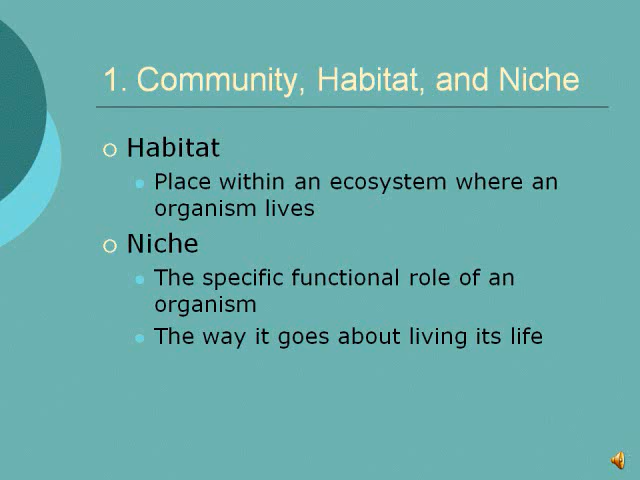 1. Community, Habitat, and Niche
Habitat
Place within an ecosystem where an
organism lives
Niche
The specific functional role of an
organism
The way it goes about living its life